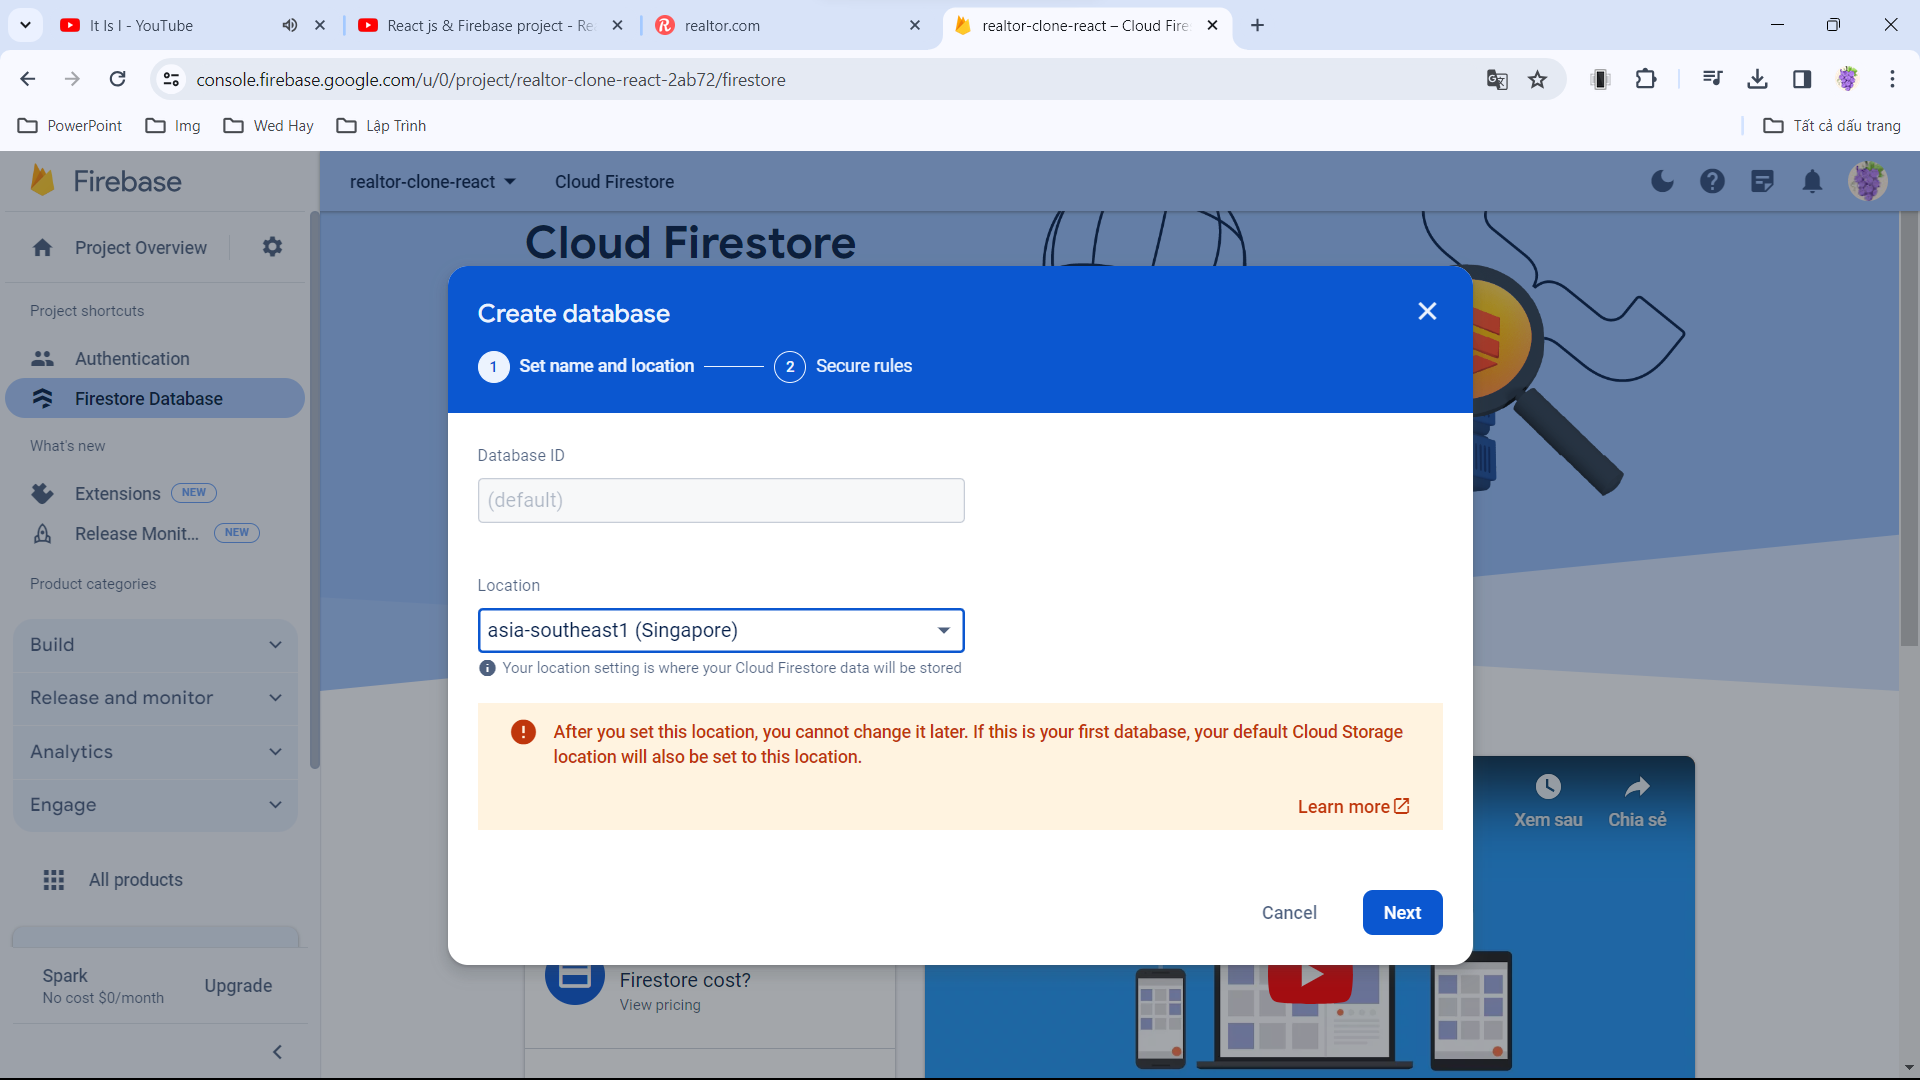 It Is I - YouTube
React js & Firebase project - Re
realtor.com
realtor-clone-react – Cloud Fire
console.firebase.google.com/u/0/project/realtor-clone-react-2ab72/firestore
PowerPoint
Img
Wed Hay
Lập Trình
Tất cả dấu trang
Firebase
realtor-clone-react
Cloud Firestore
Project Overview
Project shortcuts
Authentication
Firestore Database
What's new
Extensions
NEW
Release Monit...
NEW
Product categories
Build
Release and monitor
Analytics
Engage
All products
Spark
No cost $0/month
Upgrade
Cloud Firestore
Create database
1 Set name and location
2 Secure rules
Database ID
(default)
Location
asia-southeast1 (Singapore)
Your location setting is where your Cloud Firestore data will be stored
After you set this location, you cannot change it later. If this is your first database, your default Cloud Storage
location will also be set to this location.
Learn more
Cancel
Next
Xem sau
Chia sẻ
Firestore cost?
View pricing